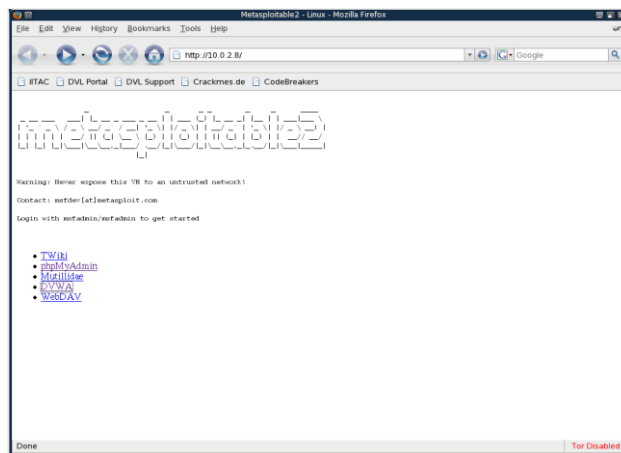 Metasploitable2 - Linux - Mozilla Firefox
File Edit View History Bookmarks Tools Help
http://10.0.2.8/
Google
IITAC DVL Portal DVL Support Crackmes.de CodeBreakers
metasploitable2
Warning: Never expose this VM to an untrusted network!
Contact: msfdev[at]metasploit.com
Login with msfadmin/msfadmin to get started
TWiki
phpMyAdmin
Mutillidae
DVWA
WebDAV
Done
Tor Disabled